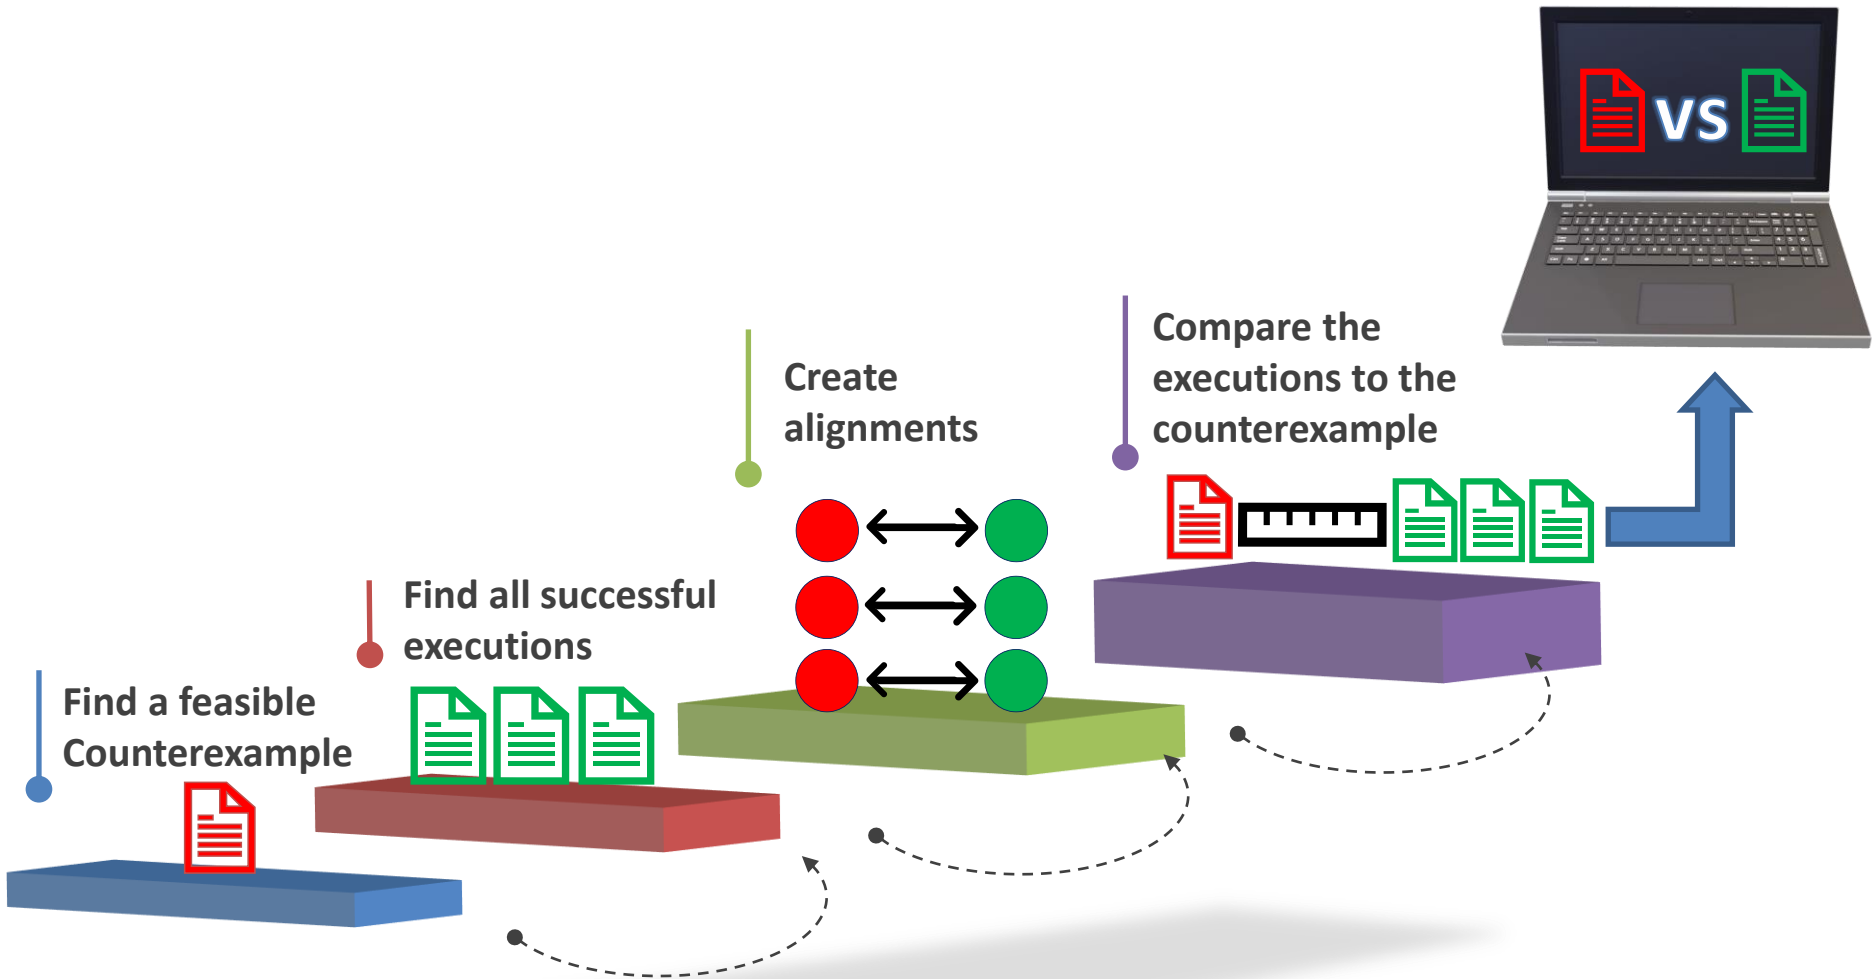 VS
Compare the
executions to the
counterexample
Create
alignments
Find all successful
executions
Find a feasible
Counterexample